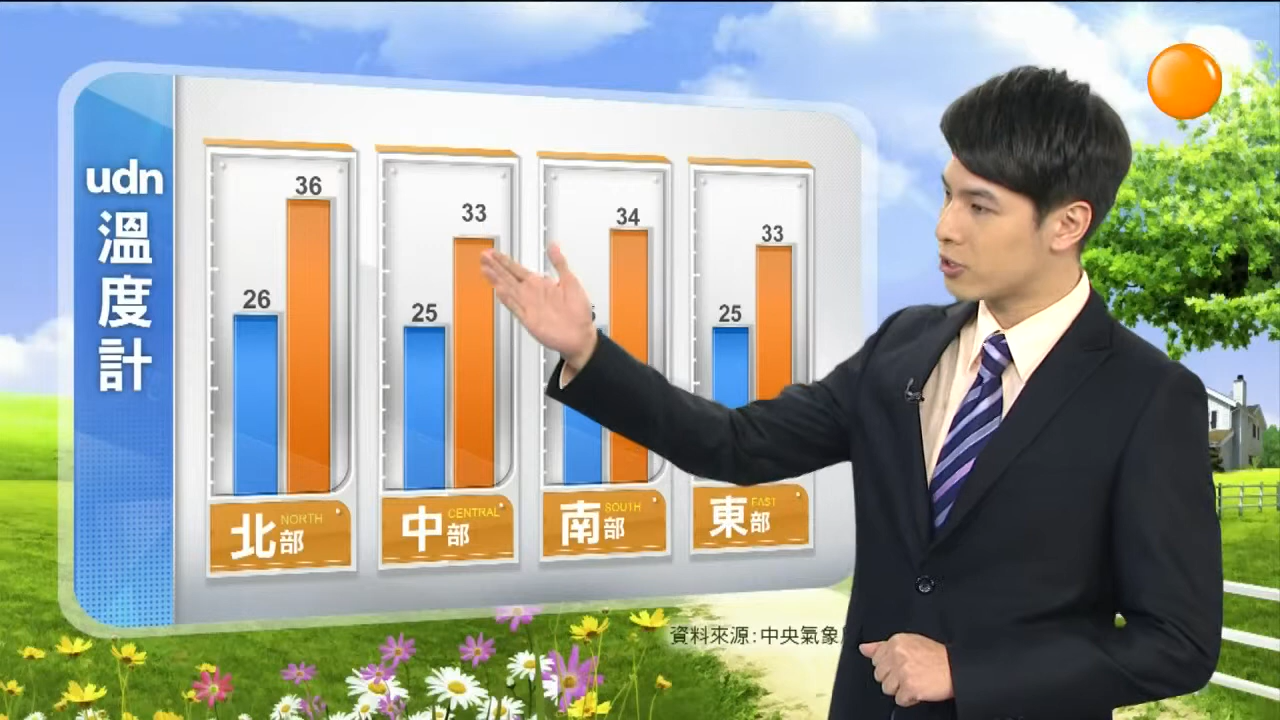 udn
溫度計
26
36
25
33
34
25
33
北部
NORTH
中部
CENTRAL
南部
SOUTH
東部
EAST
資料來源:中央氣象